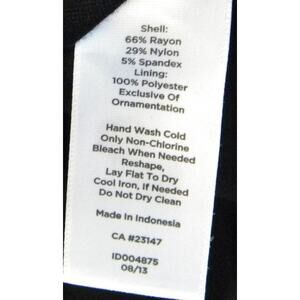 Shell:
66% Rayon
29% Nylon
5% Spandex
Lining:
100% Polyester
Exclusive Of
Ornamentation
Hand Wash Cold
Only Non-Chlorine
Bleach When Needed
Reshape,
Lay Flat To Dry
Cool Iron, If Needed
Do Not Dry Clean
Made In Indonesia
CA #23147
ID004875
08/13